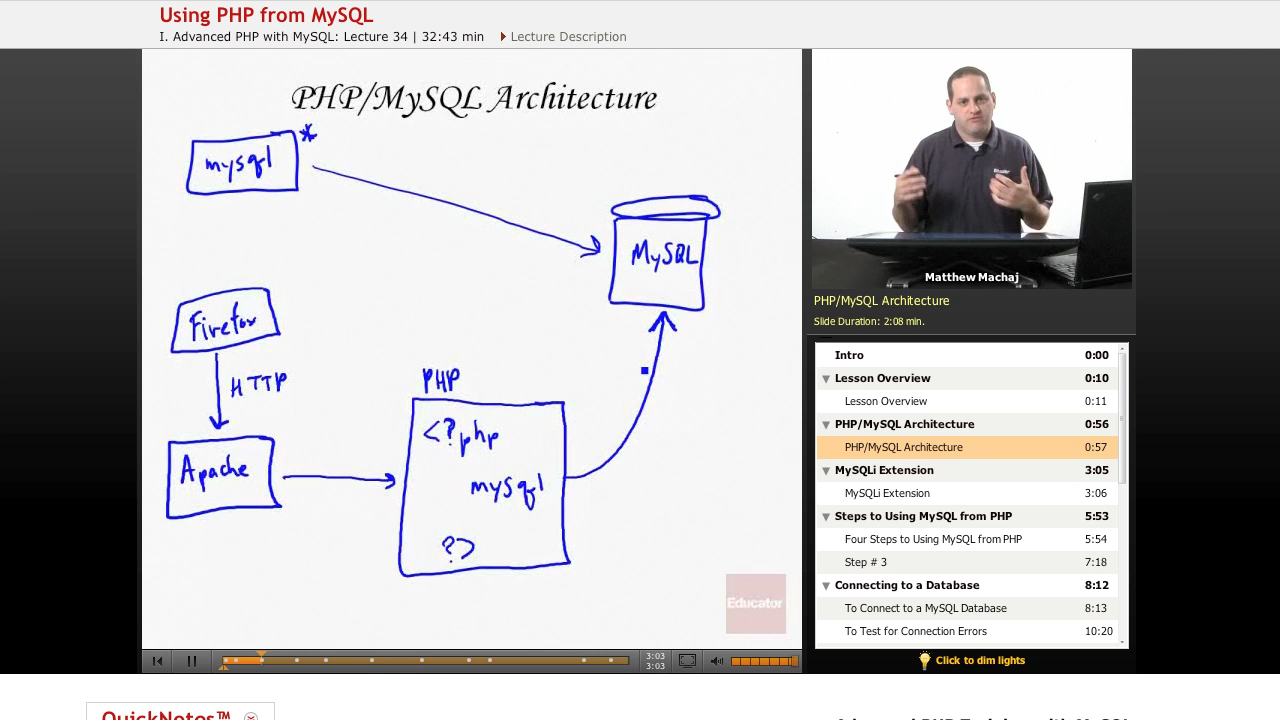 Using PHP from MySQL
I. Advanced PHP with MySQL: Lecture 34 | 32:43 min Lecture Description
PHP/MySQL Architecture
mysql *
MySQL
Firefox
HTTP
PHP
<?php
Apache
mysql
?>
Educator
3:03
3:03
Matthew Machaj
PHP/MySQL Architecture
Slide Duration: 2:08 min.
Intro 0:00
Lesson Overview 0:10
Lesson Overview 0:11
PHP/MySQL Architecture 0:56
PHP/MySQL Architecture 0:57
MySQLi Extension 3:05
MySQLi Extension 3:06
Steps to Using MySQL from PHP 5:53
Four Steps to Using MySQL from PHP 5:54
Step # 3 7:18
Connecting to a Database 8:12
To Connect to a MySQL Database 8:13
To Test for Connection Errors 10:20
Click to dim lights
QuickNotes™